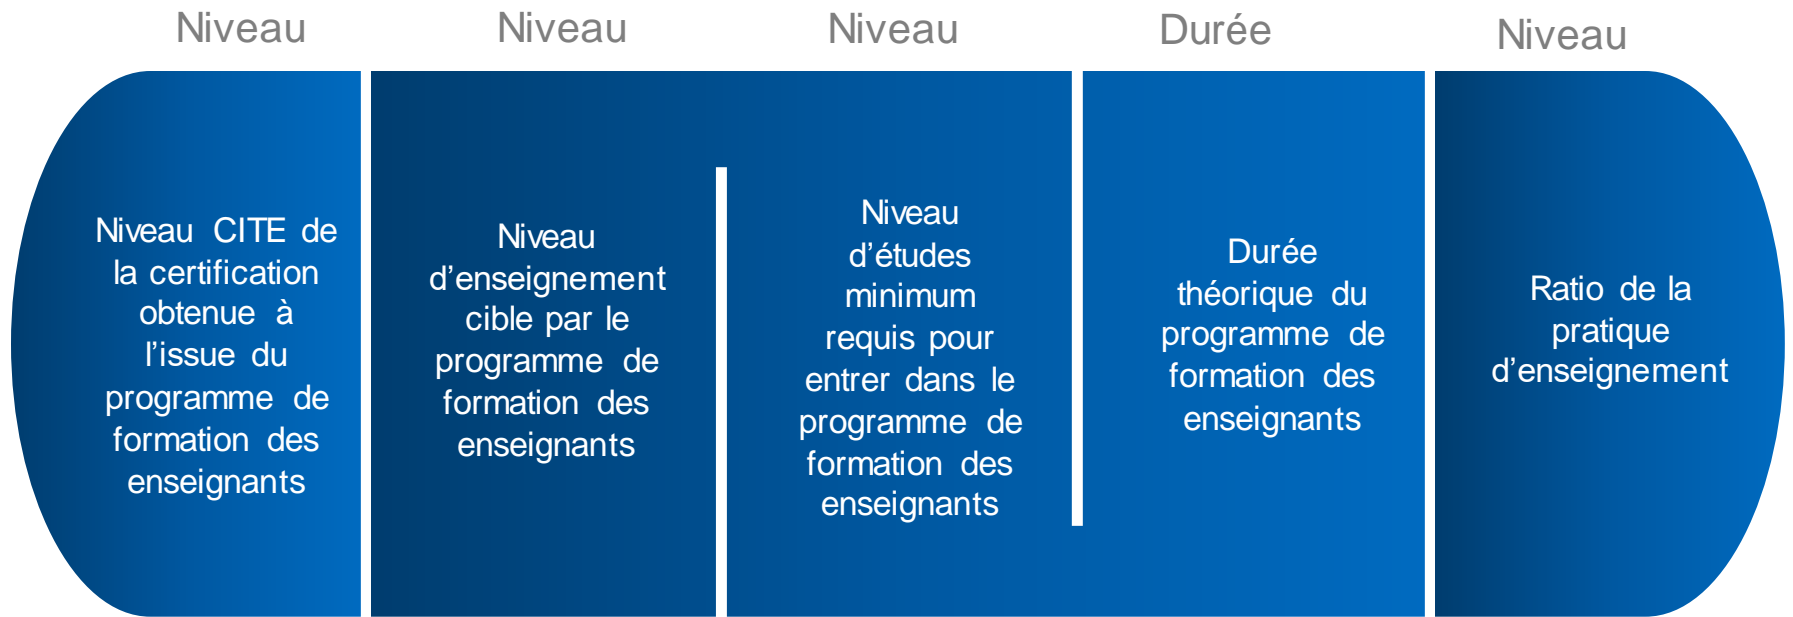 Niveau
Niveau
Niveau
Durée
Niveau
Niveau CITE de
la certification
obtenue à
l’issue du
programme de
formation des
enseignants
Niveau
d’enseignement
cible par le
programme de
formation des
enseignants
Niveau
d’études
minimum
requis pour
entrer dans le
programme de
formation des
enseignants
Durée
théorique du
programme de
formation des
enseignants
Ratio de la
pratique
d’enseignement